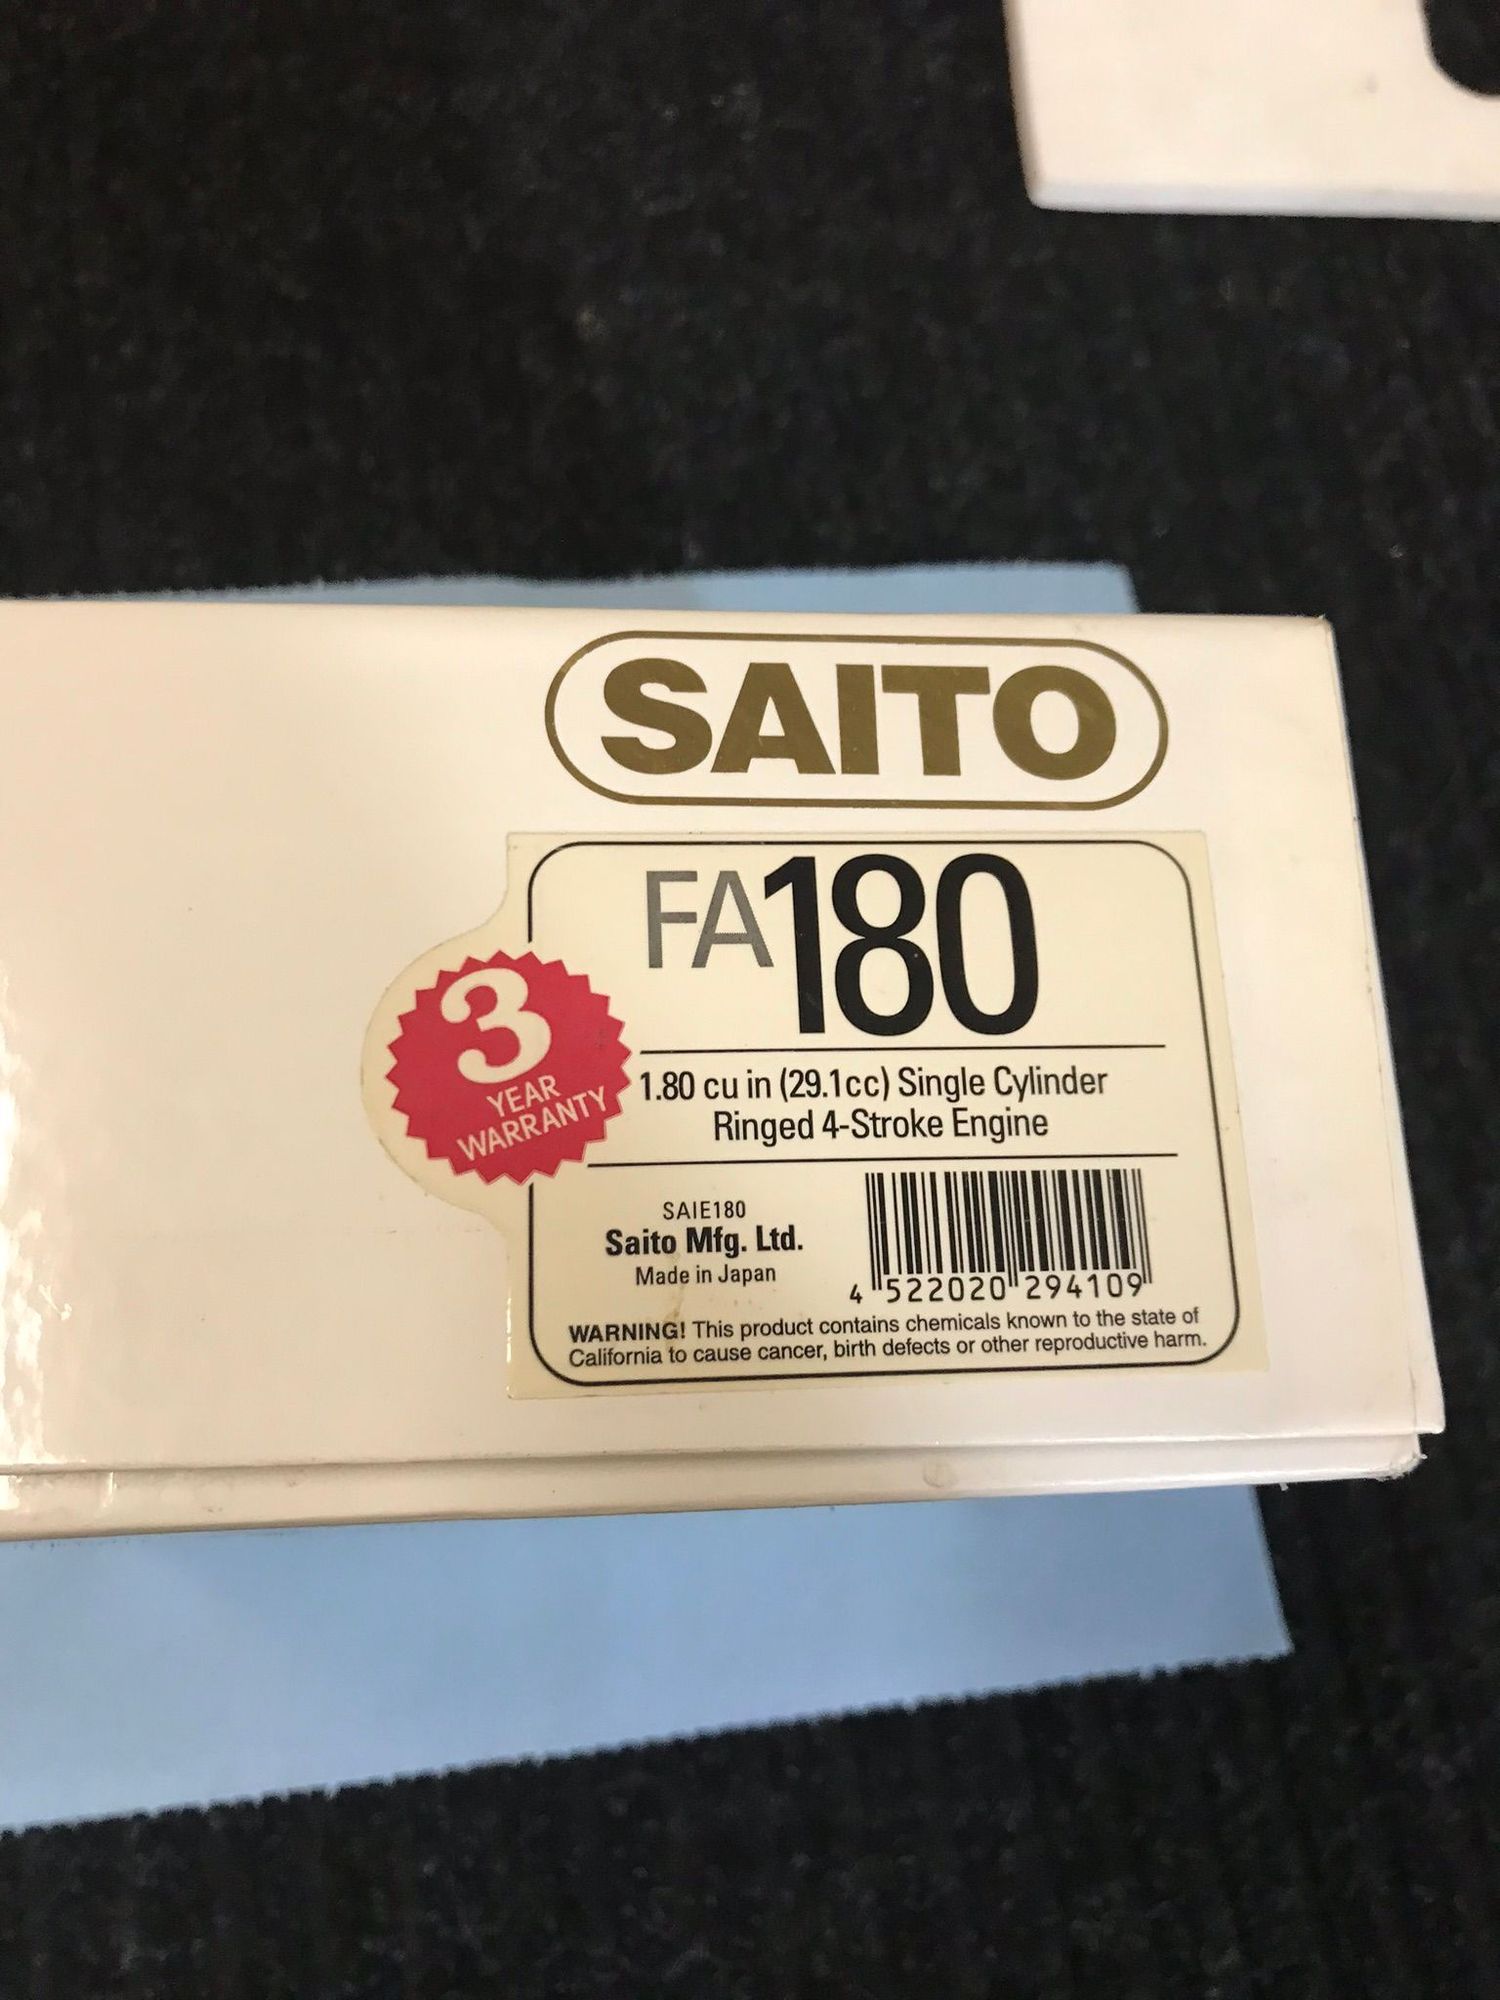 SAITO
FA180
3
YEAR
WARRANTY
1.80 cu in (29.1cc) Single Cylinder
Ringed 4-Stroke Engine
SAIE180
Saito Mfg. Ltd.
Made in Japan
4 522020 294109
WARNING! This product contains chemicals known to the state of
California to cause cancer, birth defects or other reproductive harm.